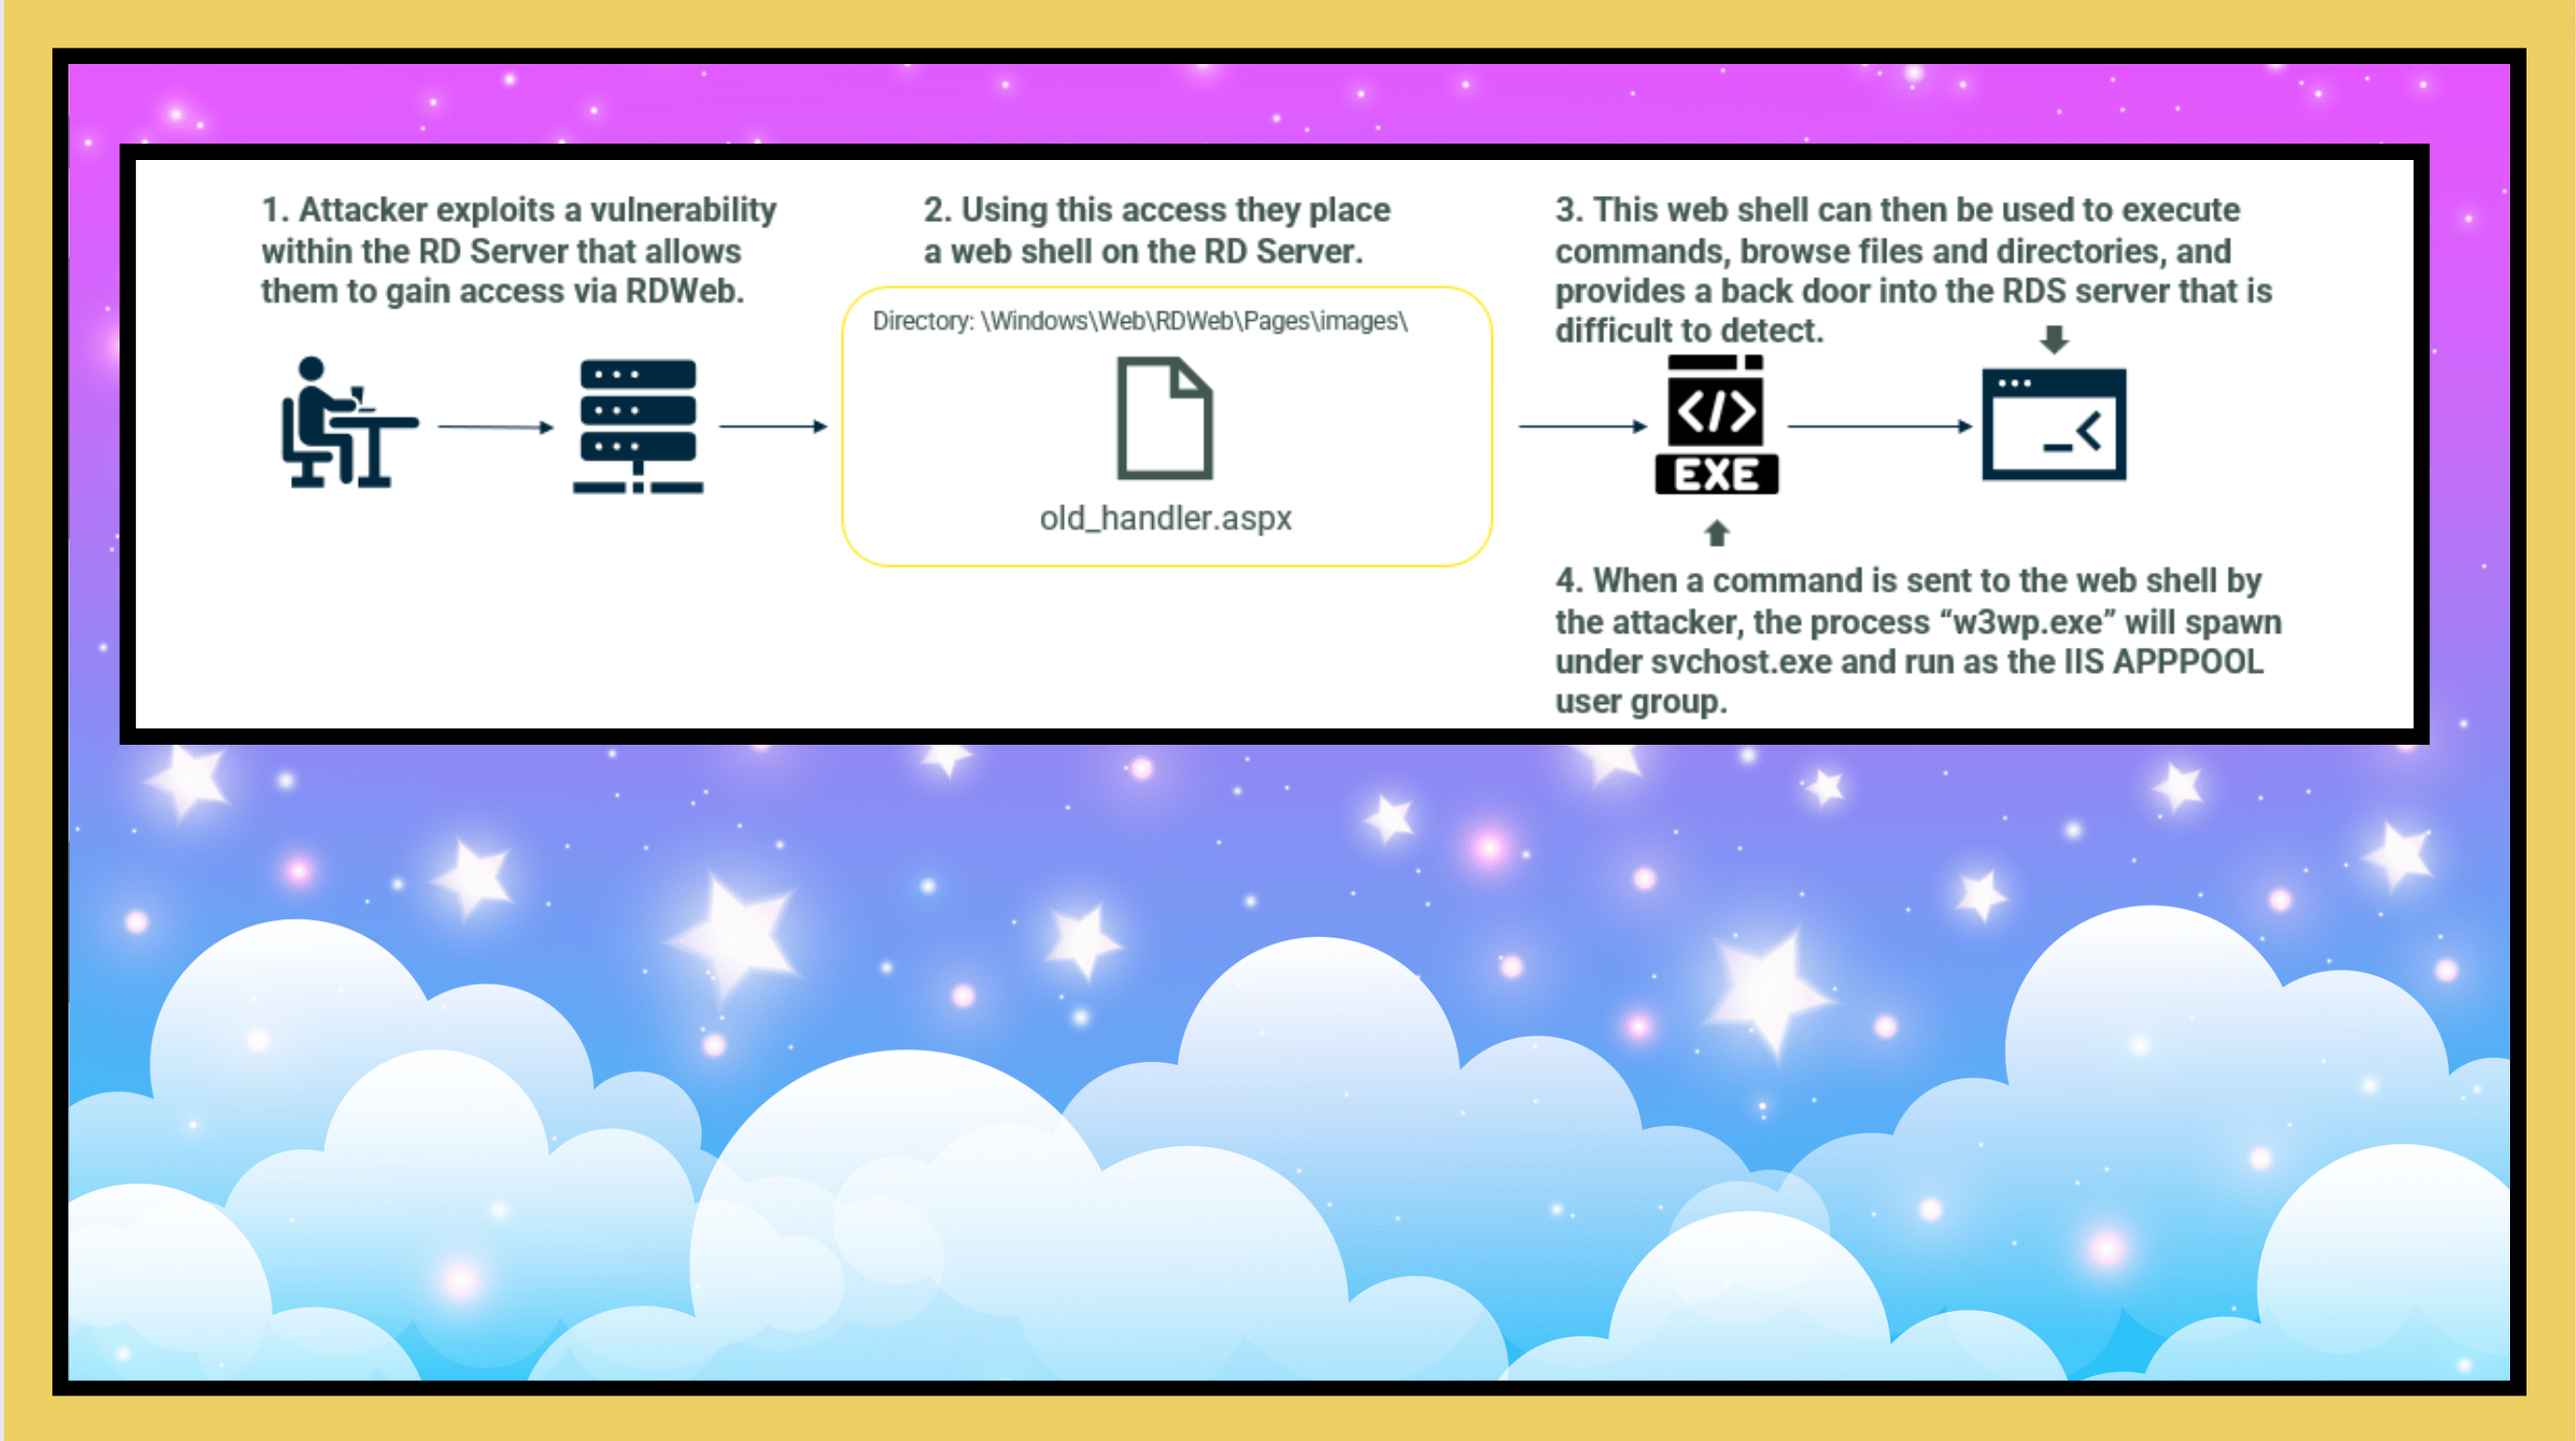 1. Attacker exploits a vulnerability
within the RD Server that allows
them to gain access via RDWeb.
2. Using this access they place
a web shell on the RD Server.
Directory: \Windows\Web\RDWeb\Pages\images\
old_handler.aspx
3. This web shell can then be used to execute
commands, browse files and directories, and
provides a back door into the RDS server that is
difficult to detect.
</>
EXE
_<
4. When a command is sent to the web shell by
the attacker, the process “w3wp.exe” will spawn
under svchost.exe and run as the IIS APPPOOL
user group.